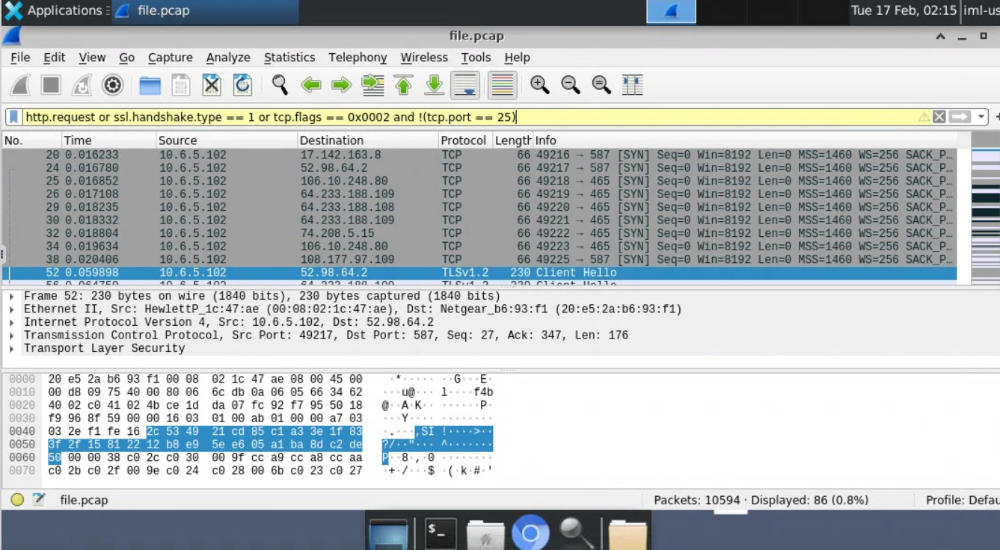 Applications file.pcap Tue 17 Feb, 02:15 iml-us
file.pcap
File Edit View Go Capture Analyze Statistics Telephony Wireless Tools Help
http.request or ssl.handshake.type == 1 or tcp.flags == 0x0002 and !(tcp.port == 25)
No. Time Source Destination Protocol Length Info
20 0.016233 10.6.5.102 17.142.163.8 TCP 66 49216 → 587 [SYN] Seq=0 Win=8192 Len=0 MSS=1460 WS=256 SACK_P…
24 0.016780 10.6.5.102 52.98.64.2 TCP 66 49217 → 587 [SYN] Seq=0 Win=8192 Len=0 MSS=1460 WS=256 SACK_P…
25 0.016852 10.6.5.102 106.10.248.80 TCP 66 49218 → 465 [SYN] Seq=0 Win=8192 Len=0 MSS=1460 WS=256 SACK_P…
26 0.017108 10.6.5.102 64.233.188.109 TCP 66 49219 → 465 [SYN] Seq=0 Win=8192 Len=0 MSS=1460 WS=256 SACK_P…
29 0.018235 10.6.5.102 64.233.188.108 TCP 66 49220 → 465 [SYN] Seq=0 Win=8192 Len=0 MSS=1460 WS=256 SACK_P…
30 0.018332 10.6.5.102 64.233.188.109 TCP 66 49221 → 465 [SYN] Seq=0 Win=8192 Len=0 MSS=1460 WS=256 SACK_P…
32 0.018804 10.6.5.102 74.208.5.15 TCP 66 49222 → 465 [SYN] Seq=0 Win=8192 Len=0 MSS=1460 WS=256 SACK_P…
34 0.019634 10.6.5.102 106.10.248.80 TCP 66 49223 → 465 [SYN] Seq=0 Win=8192 Len=0 MSS=1460 WS=256 SACK_P…
38 0.020406 10.6.5.102 108.177.97.109 TCP 66 49225 → 587 [SYN] Seq=0 Win=8192 Len=0 MSS=1460 WS=256 SACK_P…
52 0.059898 10.6.5.102 52.98.64.2 TLSv1.2 230 Client Hello
Frame 52: 230 bytes on wire (1840 bits), 230 bytes captured (1840 bits)
Ethernet II, Src: HewlettP_1c:47:ae (00:08:02:1c:47:ae), Dst: Netgear_b6:93:f1 (20:e5:2a:b6:93:f1)
Internet Protocol Version 4, Src: 10.6.5.102, Dst: 52.98.64.2
Transmission Control Protocol, Src Port: 49217, Dst Port: 587, Seq: 27, Ack: 347, Len: 176
Transport Layer Security
0000 20 e5 2a b6 93 f1 00 08 02 1c 47 ae 08 00 45 00 ·*··· ··G···E·
0010 00 d8 09 75 40 00 80 06 6c db 0a 06 05 66 34 62 ···u@··· l····f4b
0020 40 02 c0 41 02 4b ce 1d da 07 fc 92 f7 95 50 18 @··A·K·· ······P·
0030 f9 96 8f 59 00 00 16 03 01 00 ab 01 00 00 a7 03 ···Y···· ········
0040 03 2e f1 fe 16 2c 53 49 21 cd 85 c1 a3 3e 1f 83 ·.···,SI !····>··
0050 3f 2f 15 81 22 12 b8 e9 5e e6 05 a1 ba 8d c2 de ?/··"··· ^·······
0060 50 00 00 38 c0 2c c0 30 00 9f cc a9 cc a8 cc aa P··8·,·0 ········
0070 c0 2b c0 2f 00 9e c0 24 c0 28 00 6b c0 23 c0 27 ·+·/···$ ·(·k·#·'
file.pcap Packets: 10594 · Displayed: 86 (0.8%) Profile: Defau
$_